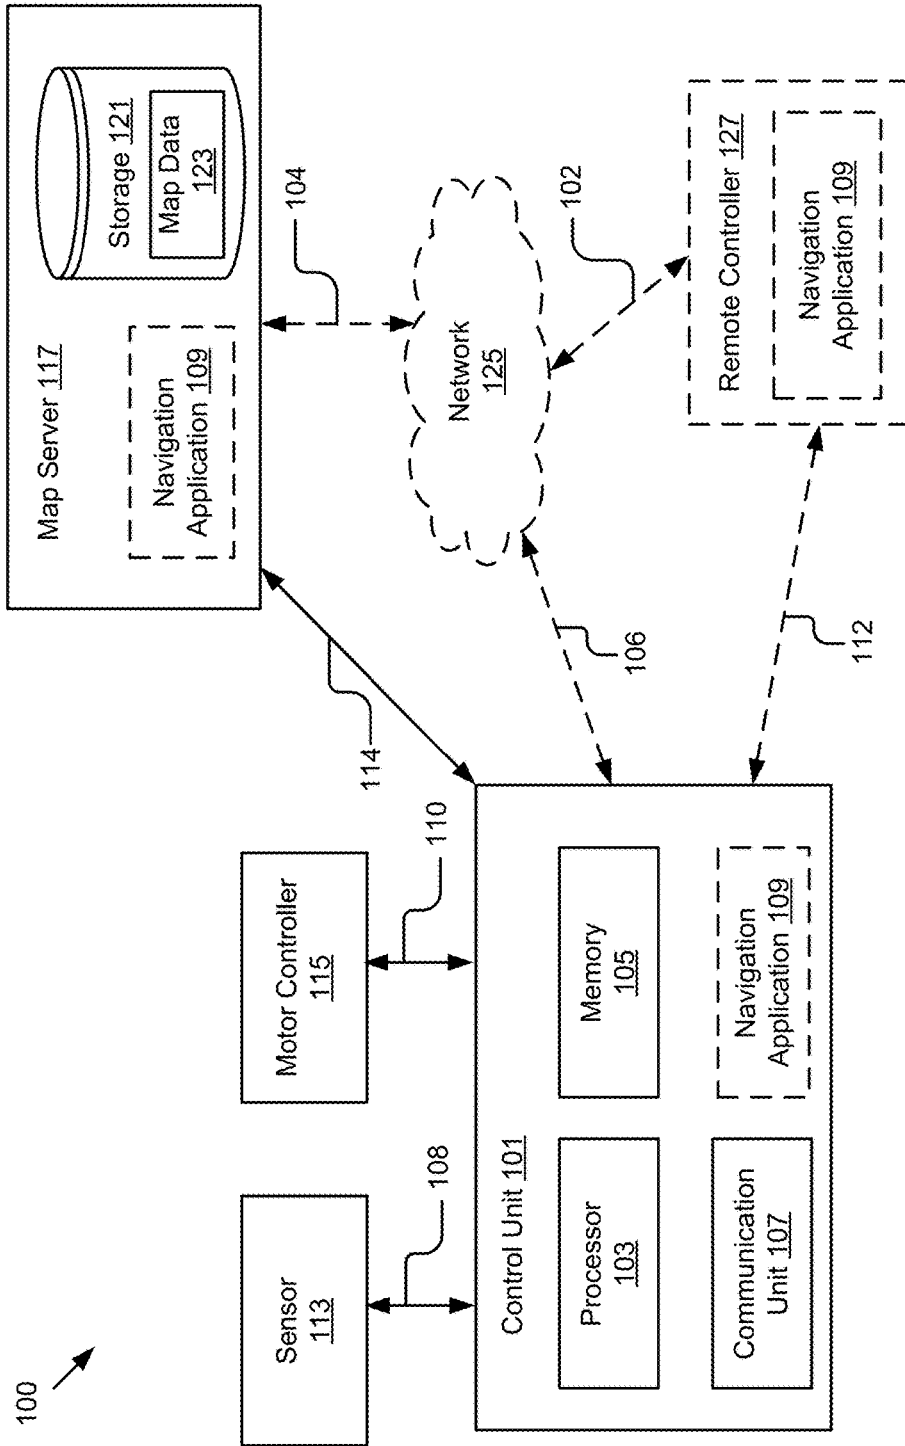 100
Sensor
113
Motor Controller
115
108
110
114
Map Server 117
Navigation
Application 109
Storage 121
Map Data
123
104
Control Unit 101
Processor
103
Memory
105
Communication
Unit 107
Navigation
Application 109
106
Network
125
102
112
Remote Controller 127
Navigation
Application 109